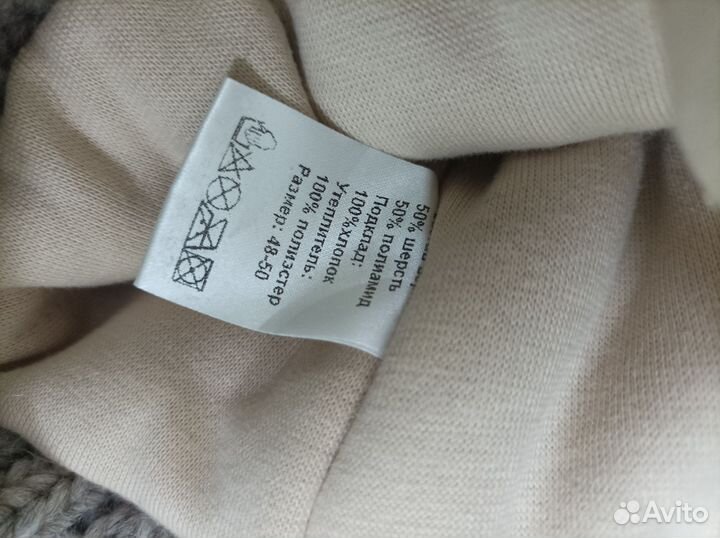 50% шерсть
50% полиамид
Подклад:
100%хлопок
утеплитель:
100% полиэстер
размер: 48-50
Avito